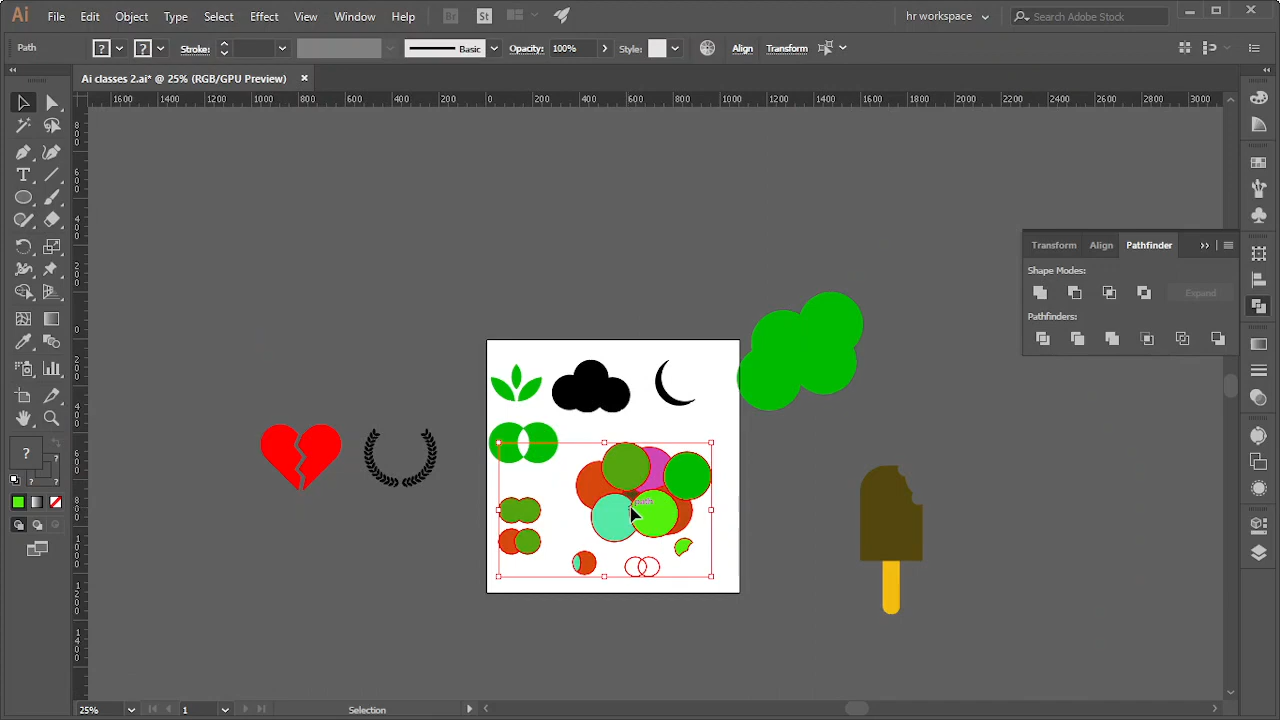 Ai File Edit Object Type Select Effect View Window Help Br St hr workspace Search Adobe Stock
Path ? ? Stroke: Basic Opacity: 100% Style: Align Transform
Ai classes 2.ai* @ 25% (RGB/GPU Preview)
1600 1400 1200 1000 800 600 400 200 0 200 400 600 800 1000 1200 1400 1600 1800 2000 2200 2400 2600 2800 3000
Transform Align Pathfinder
Shape Modes:
Expand
Pathfinders:
T
?
?
?
25% 1 Selection